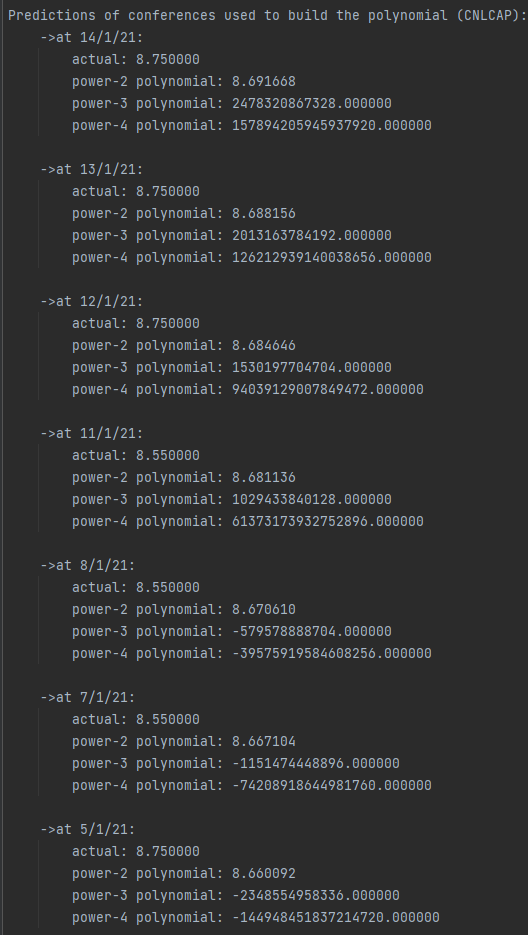 Predictions of conferences used to build the polynomial (CNLCAP):
->at 14/1/21:
actual: 8.750000
power-2 polynomial: 8.691668
power-3 polynomial: 2478320867328.000000
power-4 polynomial: 157894205945937920.000000
->at 13/1/21:
actual: 8.750000
power-2 polynomial: 8.688156
power-3 polynomial: 2013163784192.000000
power-4 polynomial: 126212939140038656.000000
->at 12/1/21:
actual: 8.750000
power-2 polynomial: 8.684646
power-3 polynomial: 1530197704704.000000
power-4 polynomial: 94039129007849472.000000
->at 11/1/21:
actual: 8.550000
power-2 polynomial: 8.681136
power-3 polynomial: 1029433840128.000000
power-4 polynomial: 61373173932752896.000000
->at 8/1/21:
actual: 8.550000
power-2 polynomial: 8.670610
power-3 polynomial: -579578888704.000000
power-4 polynomial: -39575919584608256.000000
->at 7/1/21:
actual: 8.550000
power-2 polynomial: 8.667104
power-3 polynomial: -1151474448896.000000
power-4 polynomial: -74208918644981760.000000
->at 5/1/21:
actual: 8.750000
power-2 polynomial: 8.660092
power-3 polynomial: -2348554958336.000000
power-4 polynomial: -144948451837214720.000000